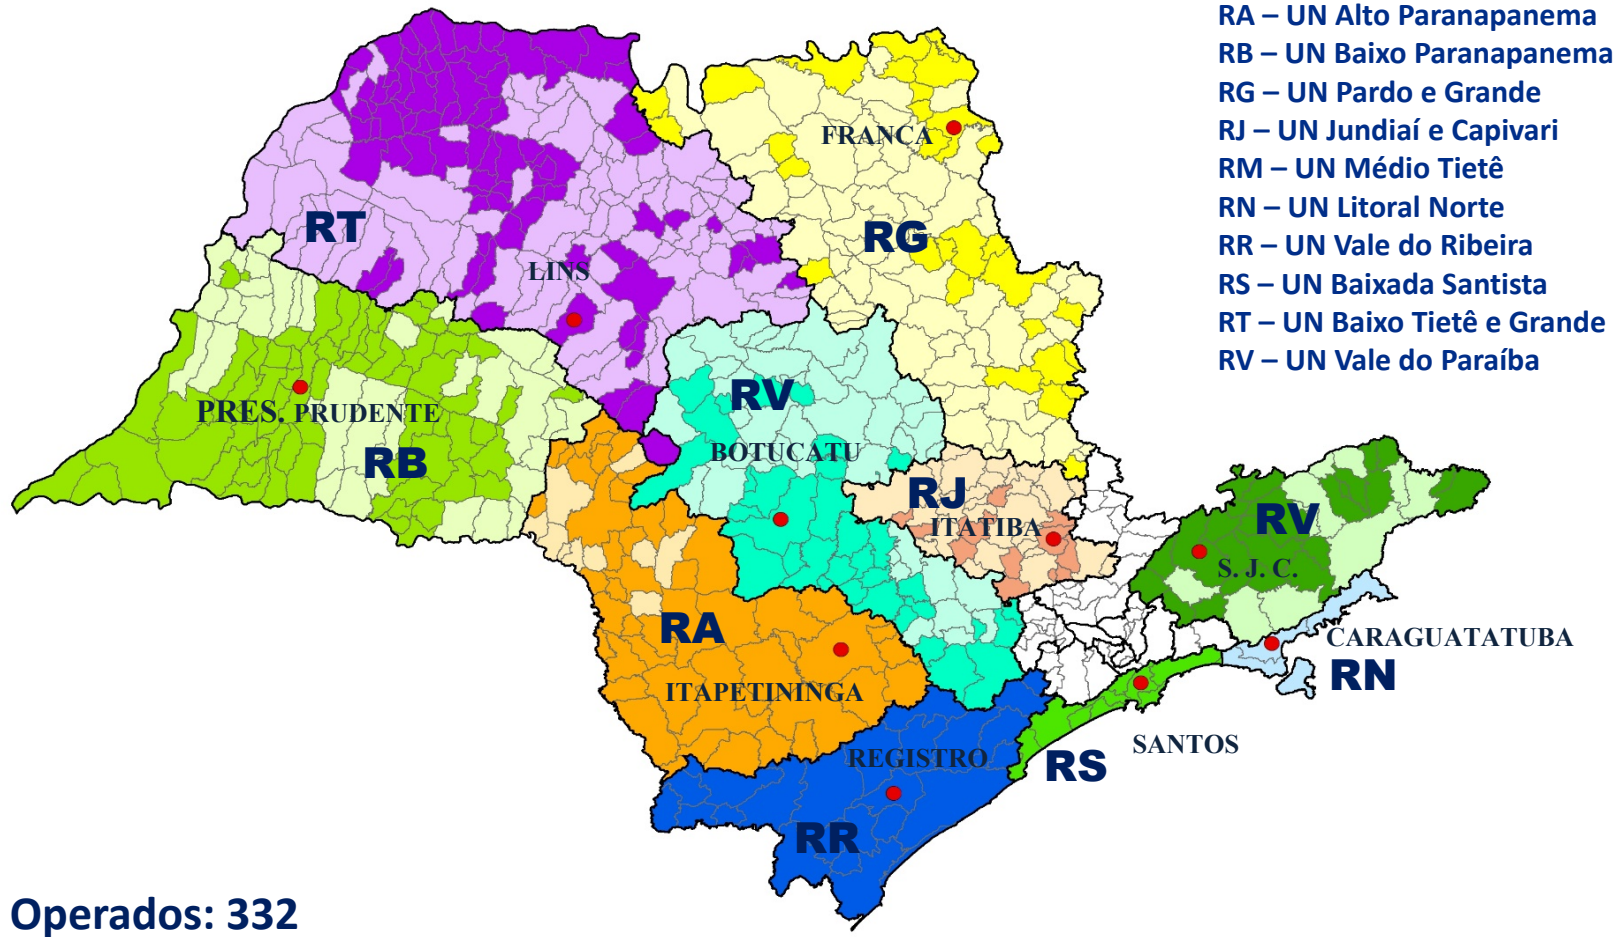 RA – UN Alto Paranapanema
RB – UN Baixo Paranapanema
RG – UN Pardo e Grande
RJ – UN Jundiaí e Capivari
RM – UN Médio Tietê
RN – UN Litoral Norte
RR – UN Vale do Ribeira
RS – UN Baixada Santista
RT – UN Baixo Tietê e Grande
RV – UN Vale do Paraíba
FRANCA
RT
RG
LINS
RV
PRES. PRUDENTE
BOTUCATU
RB
RJ
ITATIBA
RV
S. J. C.
RA
CARAGUATATUBA
RN
ITAPETININGA
SANTOS
REGISTRO
RS
RR
Operados: 332